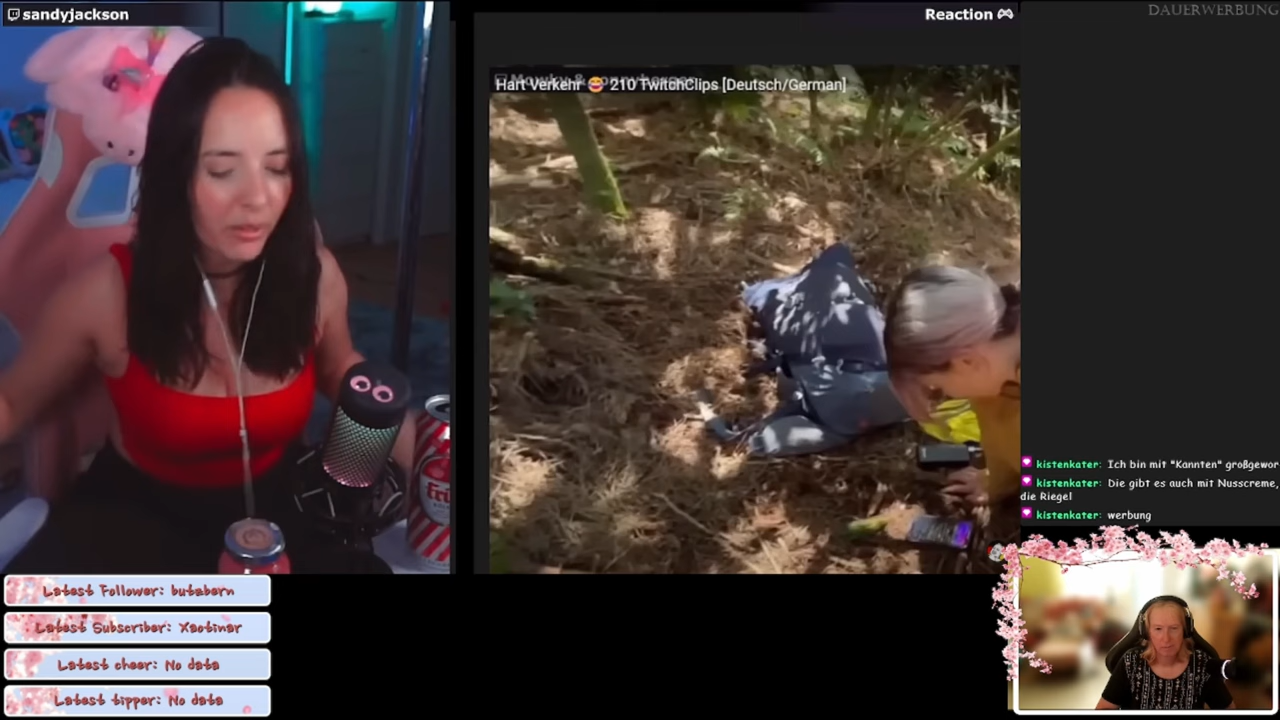 sandyjackson
Reaction
DAUERWERBUNG
Hart Verkehr 😂 210 TwitchClips [Deutsch/German]
kistenkater: Ich bin mit "Kannten" großgewor
kistenkater: Die gibt es auch mit Nusscreme,
die Riegel
kistenkater: werbung
Latest Follower: butabern
Latest Subscriber: Xaotinar
Latest cheer: No data
Latest tipper: No data